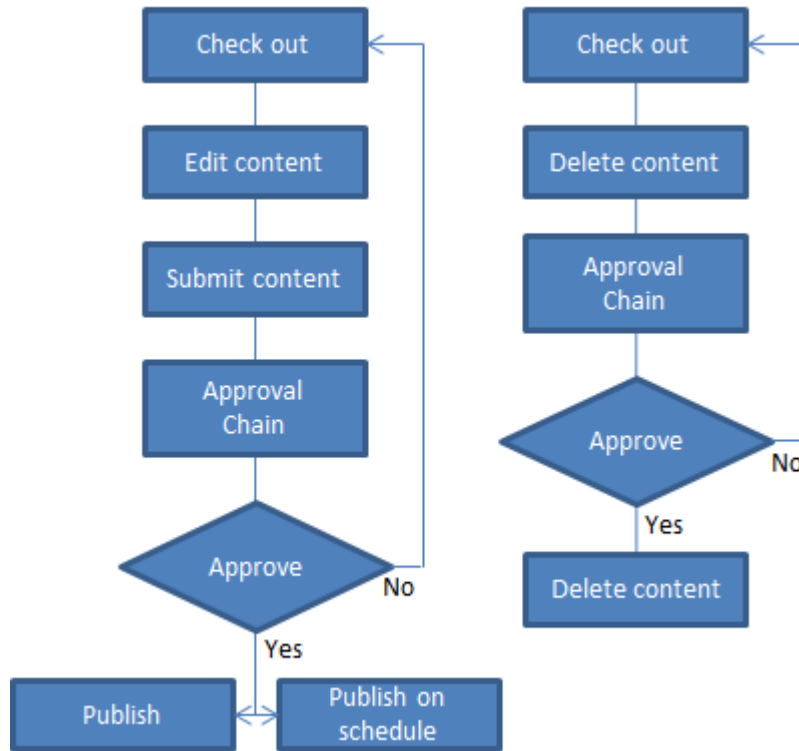 Check out
Edit content
Submit content
Approval
Chain
Approve
No
Yes
Publish
Publish on
schedule
Check out
Delete content
Approval
Chain
Approve
No
Yes
Delete content